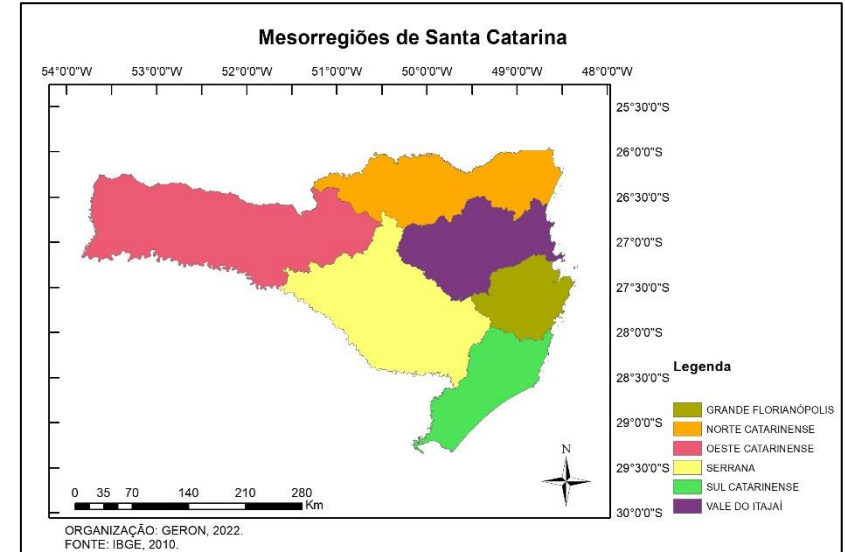 Mesorregiões de Santa Catarina
54°0'0"W 53°0'0"W 52°0'0"W 51°0'0"W 50°0'0"W 49°0'0"W 48°0'0"W
25°30'0"S
26°0'0"S
26°30'0"S
27°0'0"S
27°30'0"S
28°0'0"S
28°30'0"S
29°0'0"S
29°30'0"S
30°0'0"S
Legenda
GRANDE FLORIANÓPOLIS
NORTE CATARINENSE
OESTE CATARINENSE
SERRANA
SUL CATARINENSE
VALE DO ITAJAÍ
N
0 35 70 140 210 280
Km
ORGANIZAÇÃO: GERON, 2022.
FONTE: IBGE, 2010.